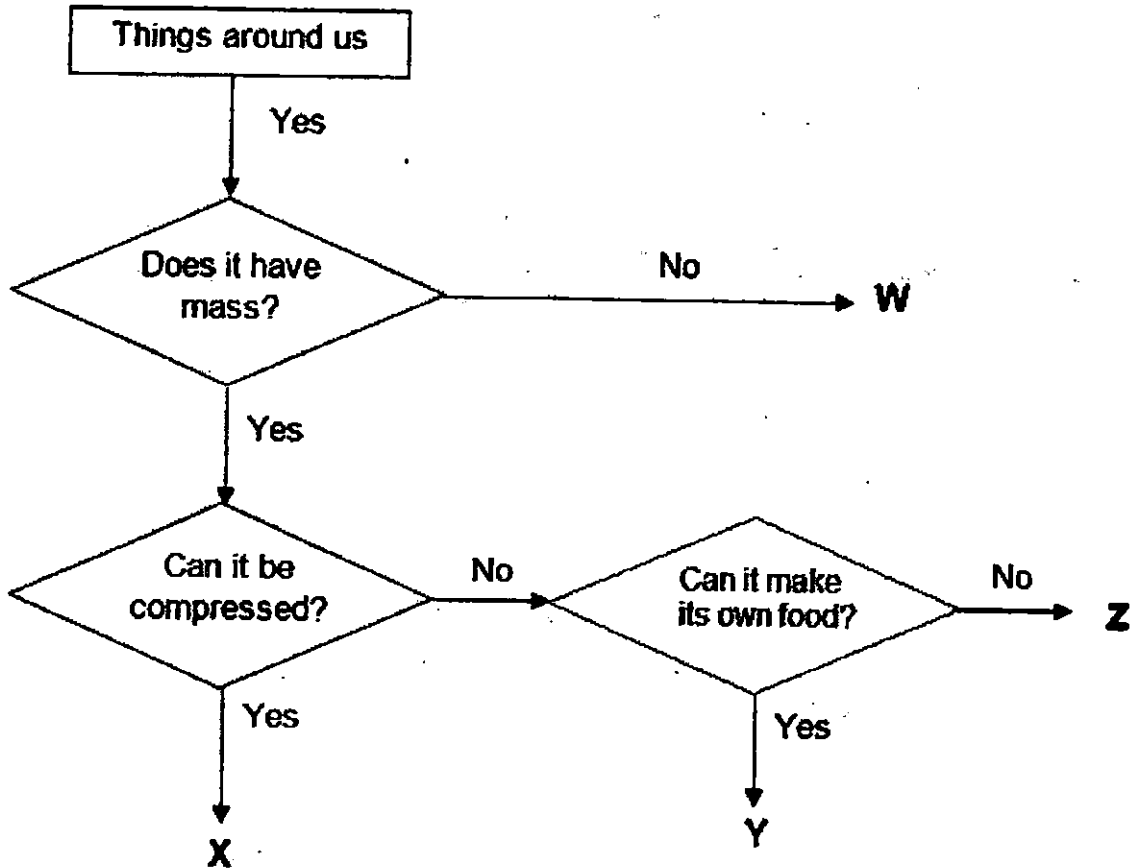 Things around us
Yes
Does it have
mass?
No
W
Yes
Can it be
compressed?
No
Can it make
its own food?
No
Z
Yes
X
Yes
Y